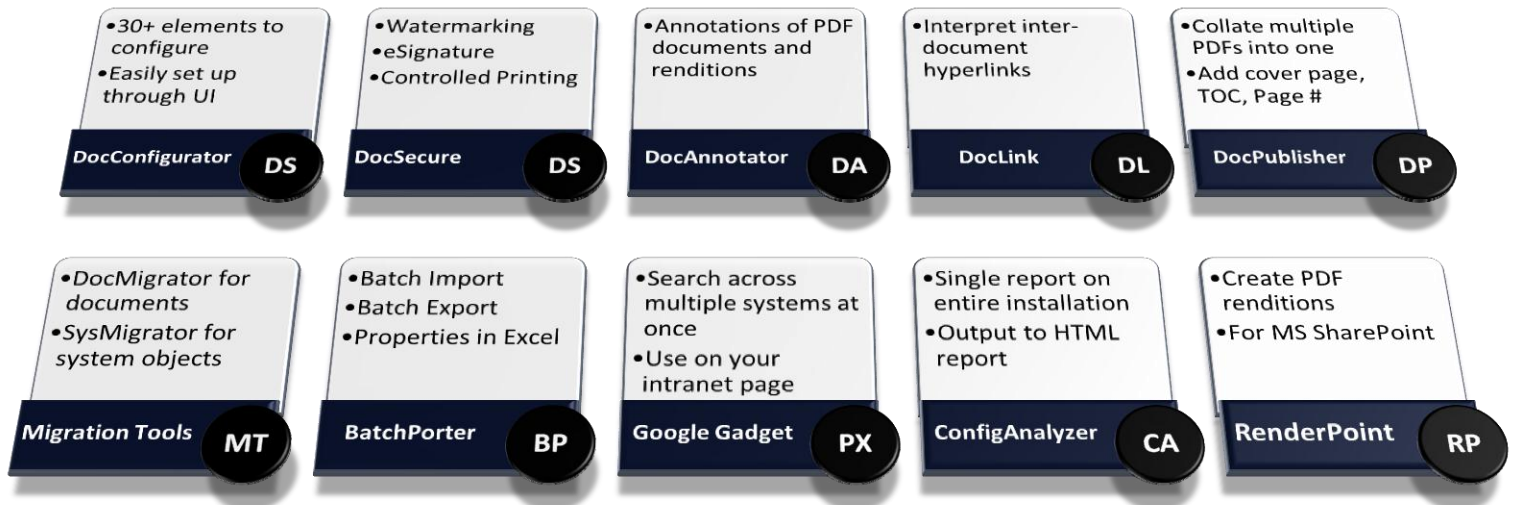 •30+ elements to
configure
•Easily set up
through UI
DocConfigurator
DS
•Watermarking
•eSignature
•Controlled Printing
DocSecure
DS
•Annotations of PDF
documents and
renditions
DocAnnotator
DA
•Interpret inter-
document
hyperlinks
DocLink
DL
•Collate multiple
PDFs into one
•Add cover page,
TOC, Page #
DocPublisher
DP
•DocMigrator for
documents
•SysMigrator for
system objects
Migration Tools
MT
•Batch Import
•Batch Export
•Properties in Excel
BatchPorter
BP
•Search across
multiple systems at
once
•Use on your
intranet page
Google Gadget
PX
•Single report on
entire installation
•Output to HTML
report
ConfigAnalyzer
CA
•Create PDF
renditions
•For MS SharePoint
RenderPoint
RP